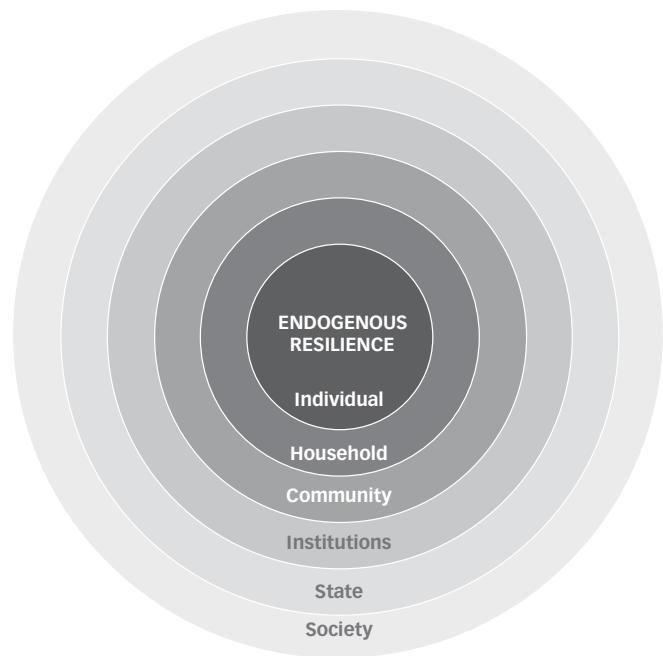 ENDOGENOUS
RESILIENCE
Individual
Household
Community
Institutions
State
Society